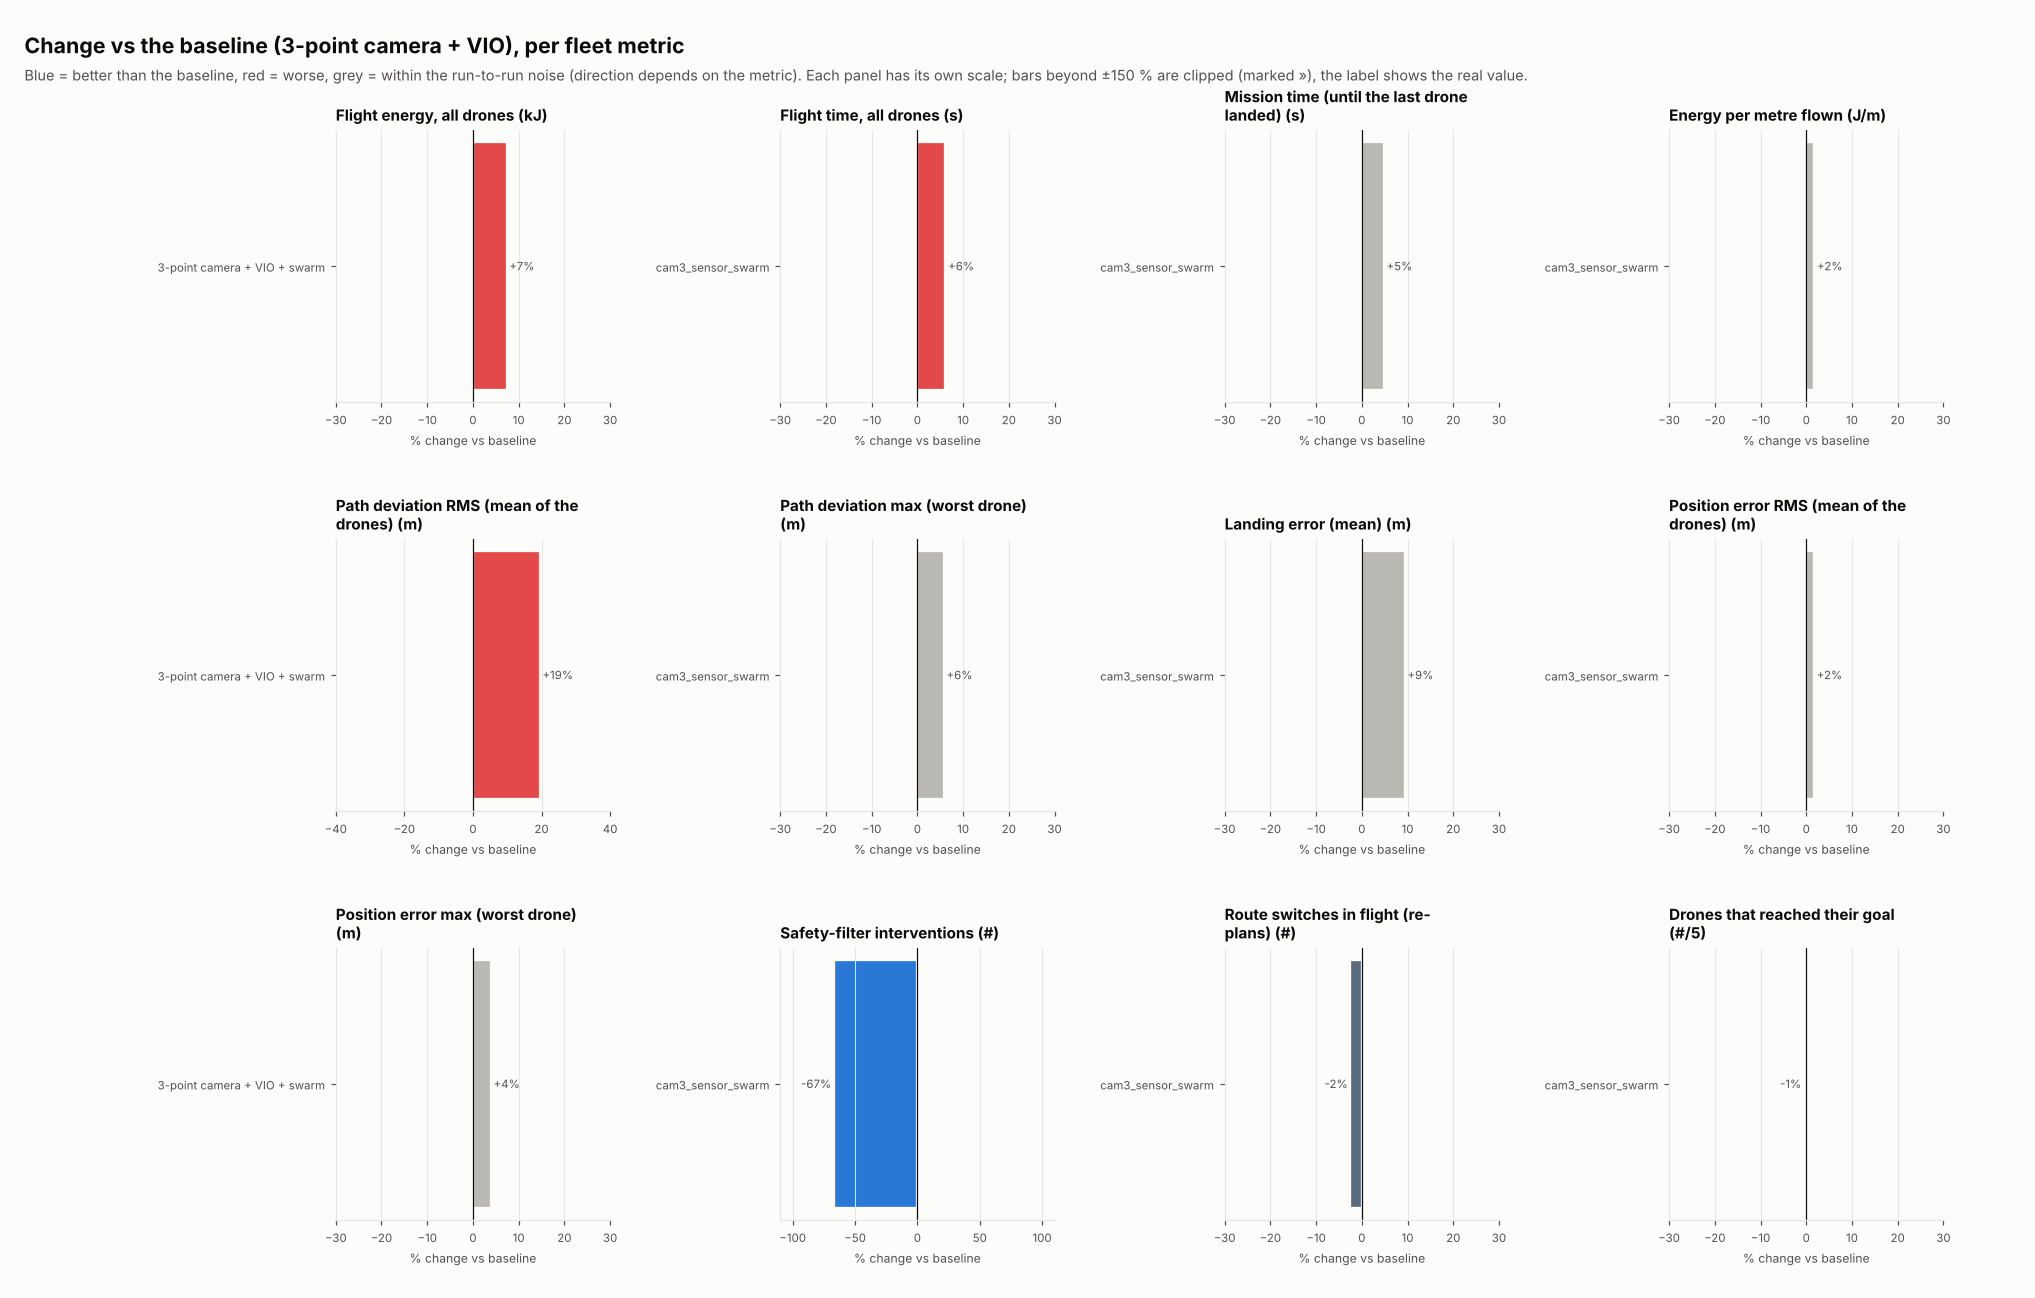 Change vs the baseline (3-point camera + VIO), per fleet metric
Blue = better than the baseline, red = worse, grey = within the run-to-run noise (direction depends on the metric). Each panel has its own scale; bars beyond ±150 % are clipped (marked »), the label shows the real value.
Flight energy, all drones (kJ)
3-point camera + VIO + swarm
+7%
−30 −20 −10 0 10 20 30
% change vs baseline
Flight time, all drones (s)
cam3_sensor_swarm
+6%
−30 −20 −10 0 10 20 30
% change vs baseline
Mission time (until the last drone
landed) (s)
cam3_sensor_swarm
+5%
−30 −20 −10 0 10 20 30
% change vs baseline
Energy per metre flown (J/m)
cam3_sensor_swarm
+2%
−30 −20 −10 0 10 20 30
% change vs baseline
Path deviation RMS (mean of the
drones) (m)
3-point camera + VIO + swarm
+19%
−40 −20 0 20 40
% change vs baseline
Path deviation max (worst drone)
(m)
cam3_sensor_swarm
+6%
−30 −20 −10 0 10 20 30
% change vs baseline
Landing error (mean) (m)
cam3_sensor_swarm
+9%
−30 −20 −10 0 10 20 30
% change vs baseline
Position error RMS (mean of the
drones) (m)
cam3_sensor_swarm
+2%
−30 −20 −10 0 10 20 30
% change vs baseline
Position error max (worst drone)
(m)
3-point camera + VIO + swarm
+4%
−30 −20 −10 0 10 20 30
% change vs baseline
Safety-filter interventions (#)
cam3_sensor_swarm
-67%
−100 −50 0 50 100
% change vs baseline
Route switches in flight (re-
plans) (#)
cam3_sensor_swarm
-2%
−30 −20 −10 0 10 20 30
% change vs baseline
Drones that reached their goal
(#/5)
cam3_sensor_swarm
-1%
−30 −20 −10 0 10 20 30
% change vs baseline